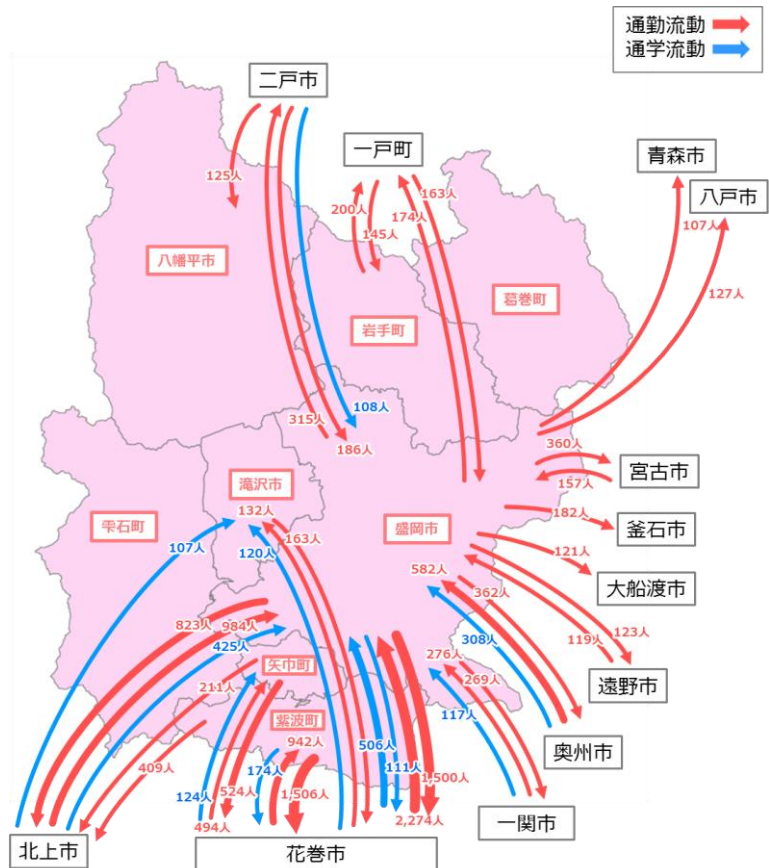 通勤流動
通学流動
二戸市
一戸町
青森市
八戸市
125人
200人
145人
174人
163人
107人
127人
八幡平市
岩手町
葛巻町
315人
108人
186人
360人
宮古市
157人
滝沢市
132人
163人
雫石町
盛岡市
182人
釜石市
107人
120人
121人
大船渡市
582人
362人
823人
984人
425人
308人
123人
119人
276人
269人
矢巾町
211人
遠野市
紫波町
117人
942人
506人
奥州市
409人
174人
111人
1,500人
124人
524人
1,506人
494人
2,274人
一関市
北上市
花巻市